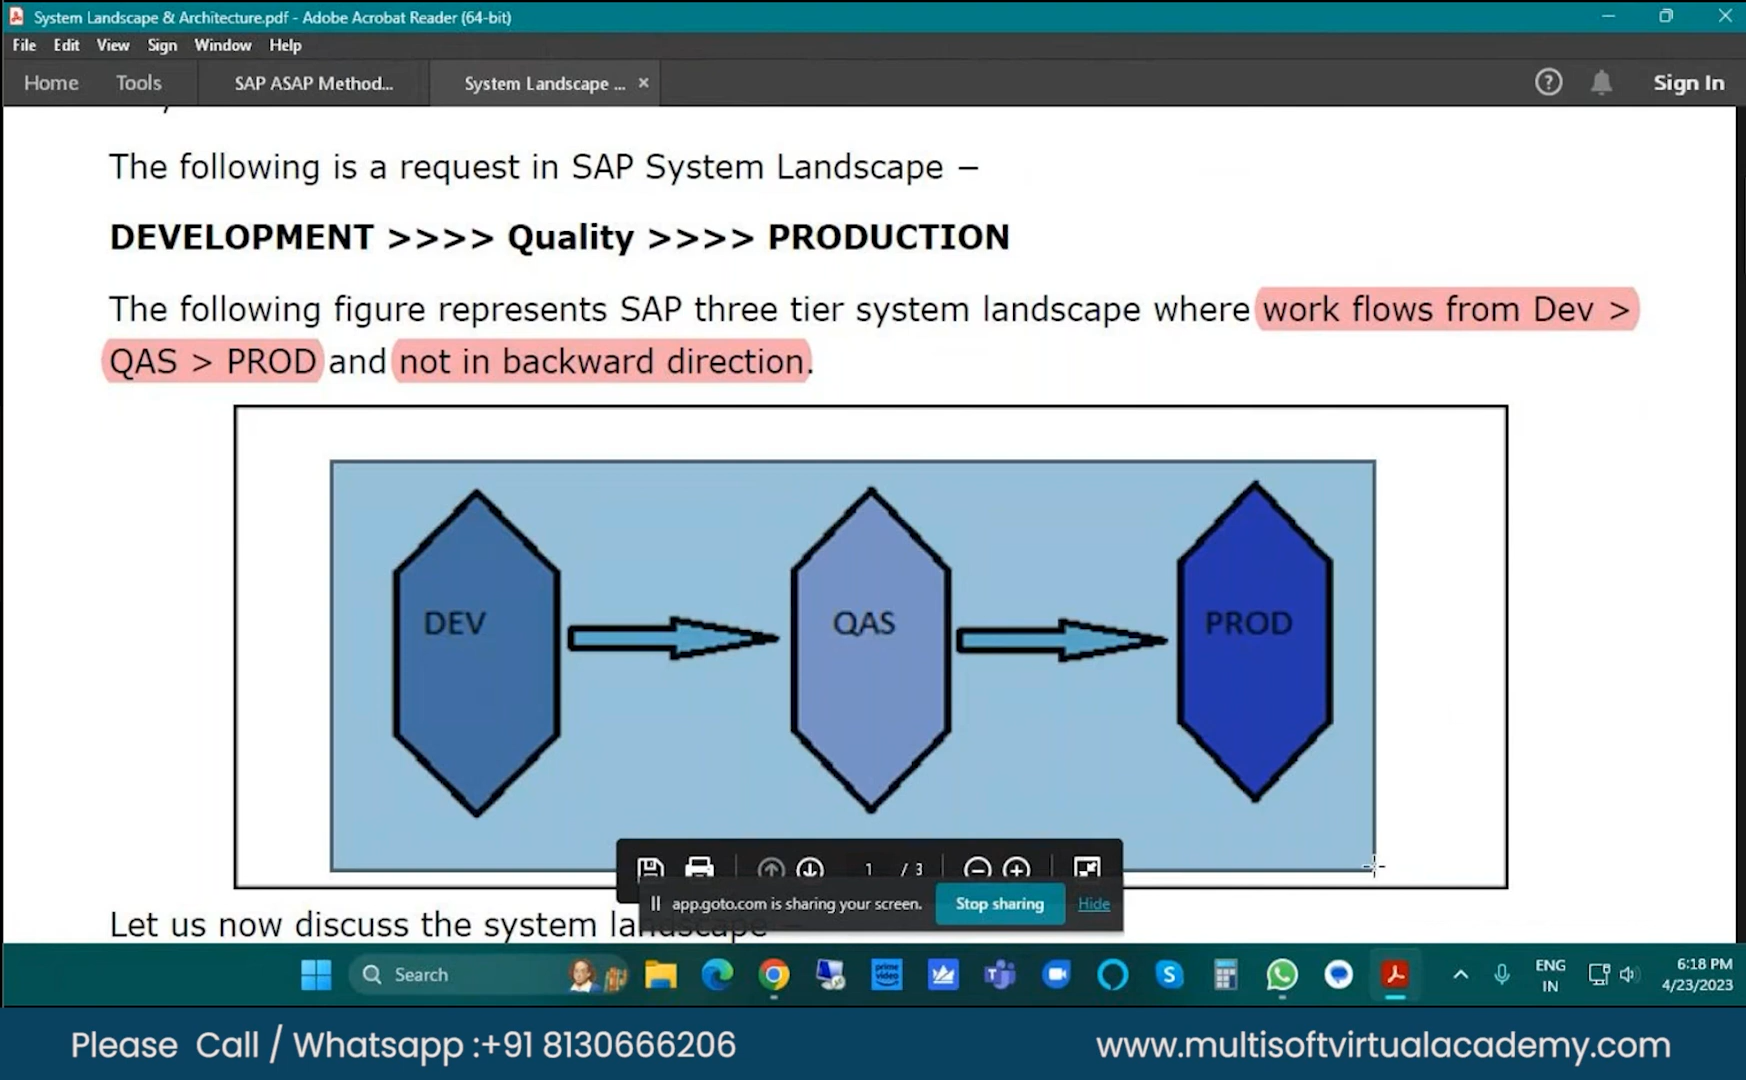 System Landscape & Architecture.pdf - Adobe Acrobat Reader (64-bit)
File Edit View Sign Window Help
Home Tools SAP ASAP Method... System Landscape ... × ? Sign In
The following is a request in SAP System Landscape –
DEVELOPMENT >>>> Quality >>>> PRODUCTION
The following figure represents SAP three tier system landscape where work flows from Dev >
QAS > PROD and not in backward direction.
DEV QAS PROD
1 / 3
app.goto.com is sharing your screen. Stop sharing Hide
Let us now discuss the system landscape –
Search
prime video
ENG
IN
6:18 PM
4/23/2023
Please Call / Whatsapp :+91 8130666206 www.multisoftvirtualacademy.com